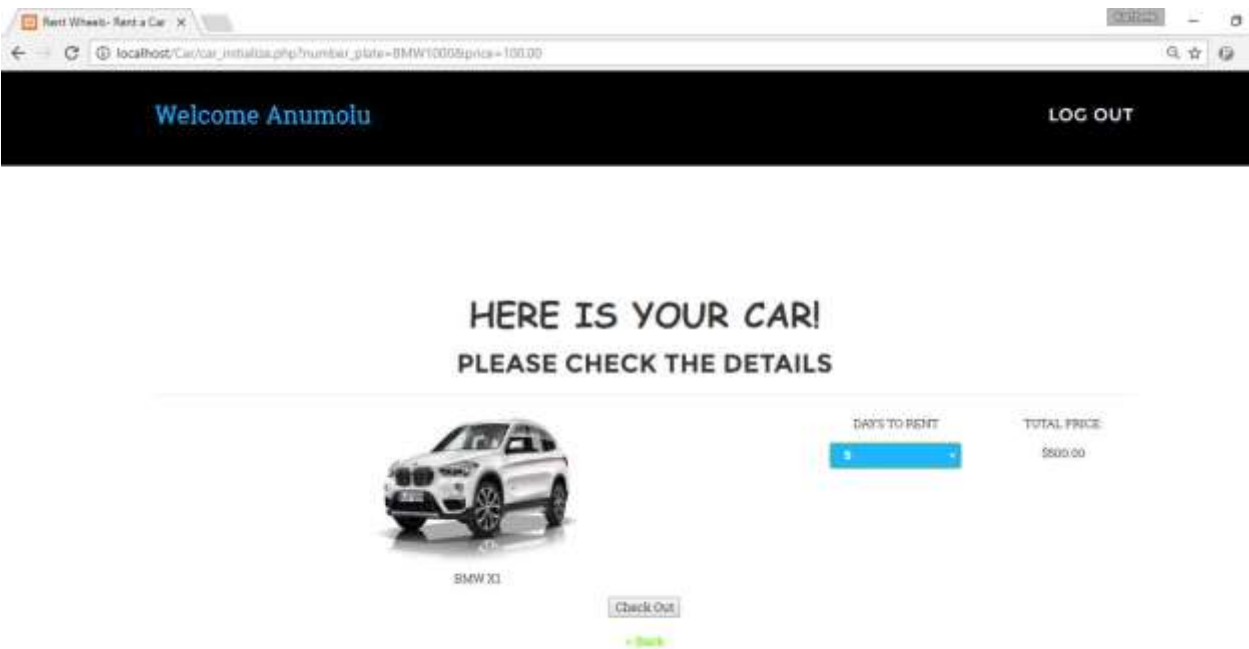 Rent Wheels- Rent a Car
localhost/Car/car_initialize.php?number_plate=BMW1000&price=100.00
Welcome Anumolu
LOG OUT
HERE IS YOUR CAR!
PLEASE CHECK THE DETAILS
DAYS TO RENT
TOTAL PRICE
5
$500.00
BMW X1
Check Out
« Back